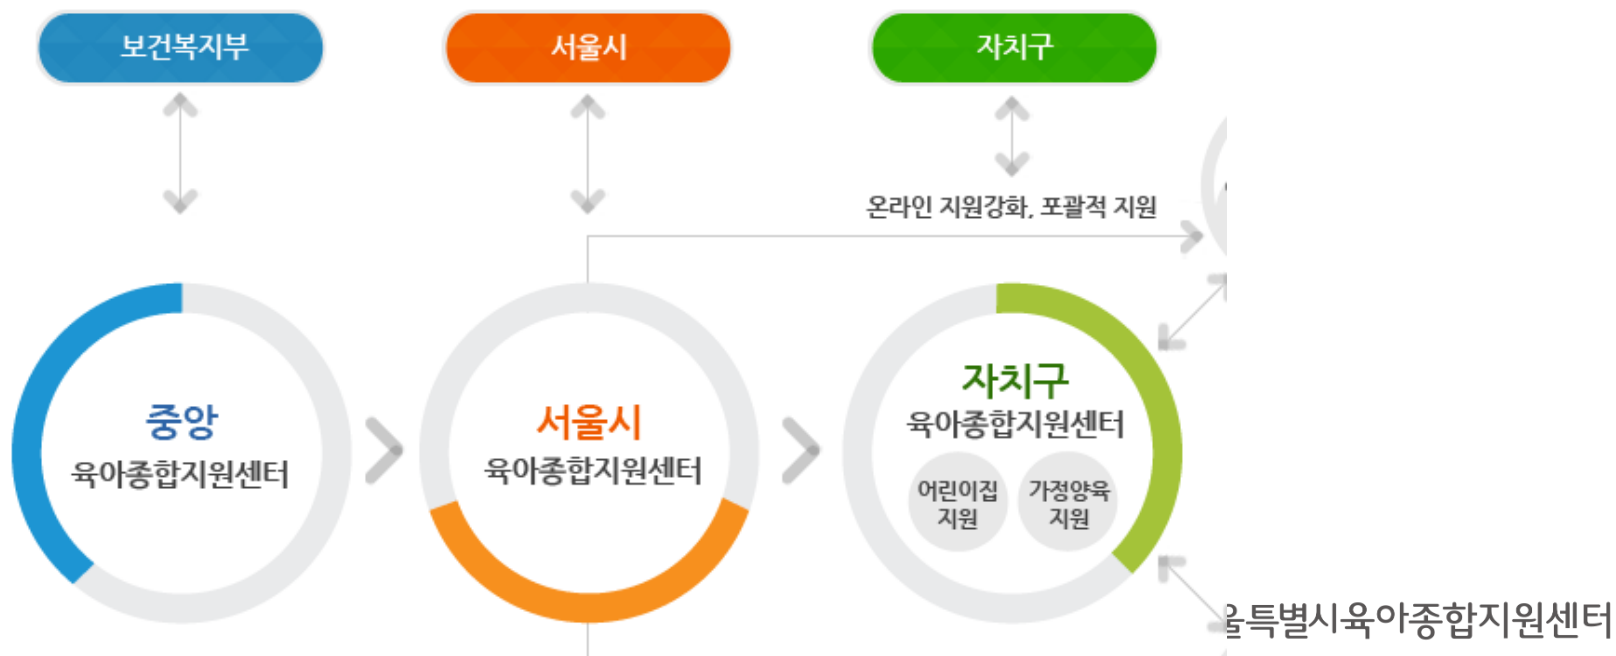 보건복지부
서울시
자치구
온라인 지원강화, 포괄적 지원
중앙
육아종합지원센터
서울시
육아종합지원센터
자치구
육아종합지원센터
어린이집
지원
가정양육
지원
울특별시육아종합지원센터